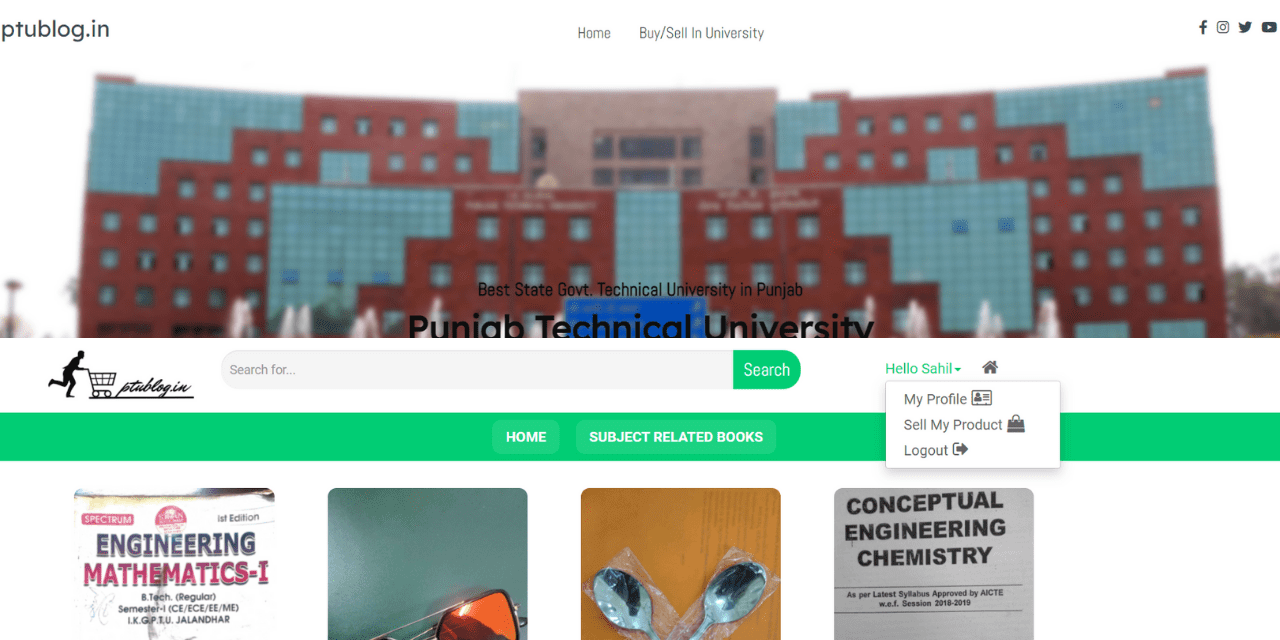 ptublog.in
Home
Buy/Sell In University
PUNJAB TECHNICAL UNIVERSITY
Best State Govt. Technical University in Punjab
Punjab Technical University
ptublog.in
Search for...
Search
Hello Sahil
My Profile
Sell My Product
Logout
HOME
SUBJECT RELATED BOOKS
SPECTRUM
Ist Edition
ENGINEERING
MATHEMATICS-I
B.Tech. (Regular)
Semester-I (CE/ECE/EE/ME)
I.K.G.P.T.U. JALANDHAR
CONCEPTUAL
ENGINEERING
CHEMISTRY
As per Latest Syllabus Approved by AICTE
w.e.f. Session 2018-2019